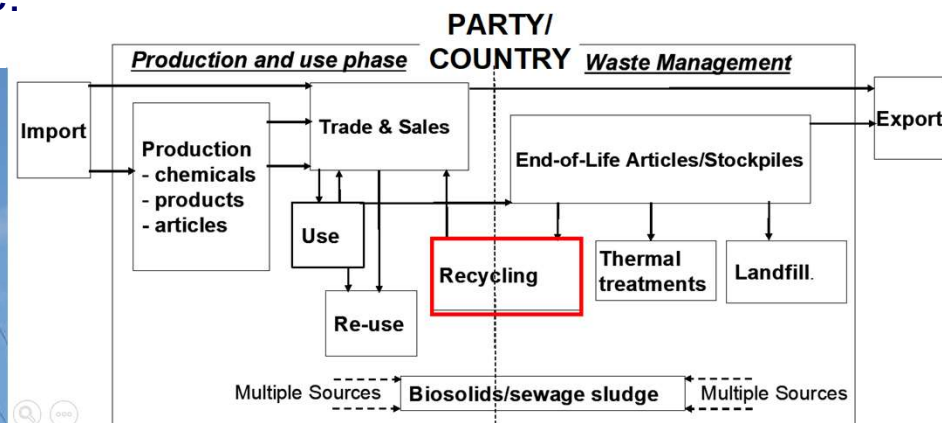 PARTY/
COUNTRY
Production and use phase
Waste Management
Import
Trade & Sales
Export
Production
- chemicals
- products
- articles
End-of-Life Articles/Stockpiles
Use
Recycling
Thermal
treatments
Landfill.
Re-use
Multiple Sources
Biosolids/sewage sludge
Multiple Sources